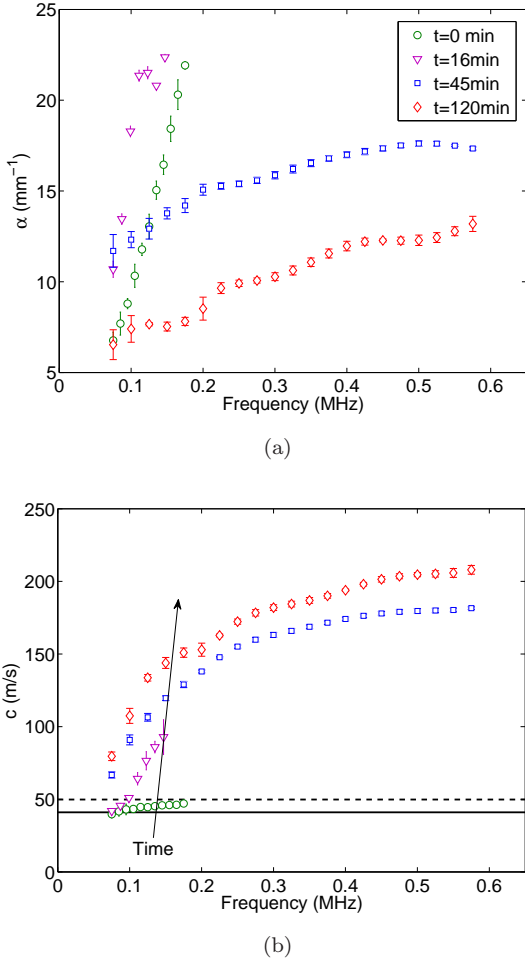 25
20
15
10
5
α (mm⁻¹)
t=0 min
t=16min
t=45min
t=120min
0 0.1 0.2 0.3 0.4 0.5 0.6
Frequency (MHz)
(a)
250
200
150
100
50
0
c (m/s)
Time
0 0.1 0.2 0.3 0.4 0.5 0.6
Frequency (MHz)
(b)